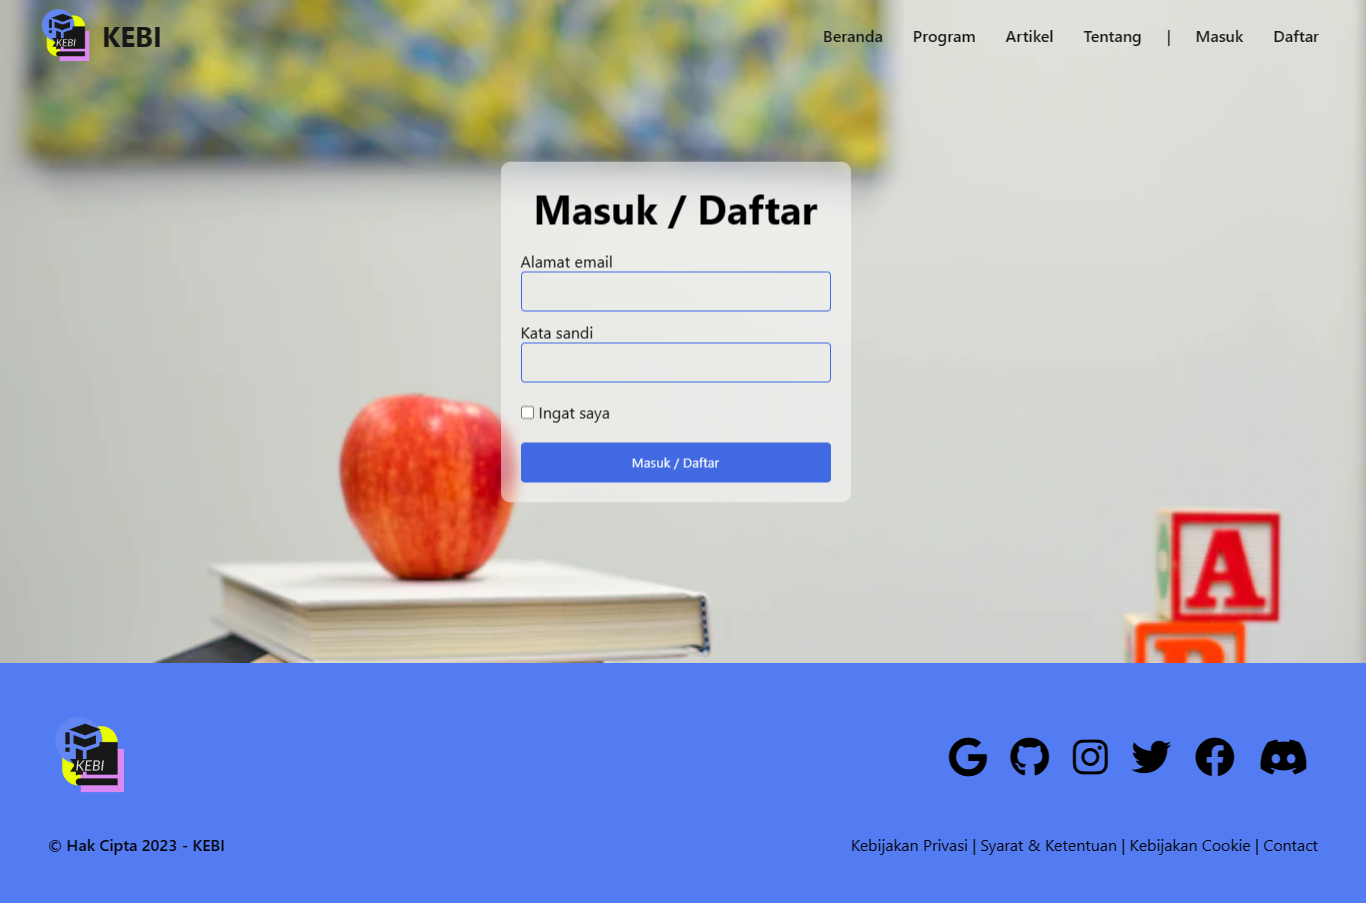 KEBI
KEBI
Beranda Program Artikel Tentang | Masuk Daftar
Masuk / Daftar
Alamat email
Kata sandi
Ingat saya
Masuk / Daftar
A
B
KEBI
© Hak Cipta 2023 - KEBI
Kebijakan Privasi | Syarat & Ketentuan | Kebijakan Cookie | Contact